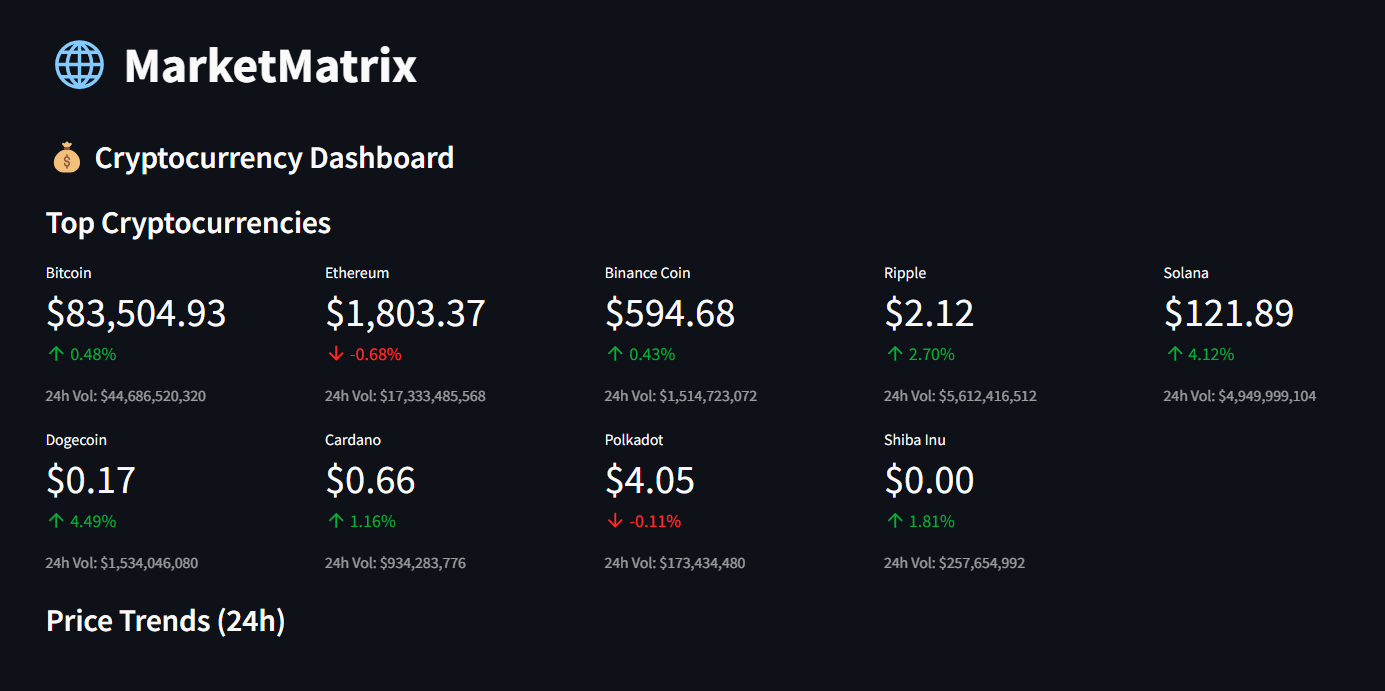 MarketMatrix
Cryptocurrency Dashboard
Top Cryptocurrencies
Bitcoin Ethereum Binance Coin Ripple Solana
$83,504.93 $1,803.37 $594.68 $2.12 $121.89
↑ 0.48% ↓ -0.68% ↑ 0.43% ↑ 2.70% ↑ 4.12%
24h Vol: $44,686,520,320 24h Vol: $17,333,485,568 24h Vol: $1,514,723,072 24h Vol: $5,612,416,512 24h Vol: $4,949,999,104
Dogecoin Cardano Polkadot Shiba Inu
$0.17 $0.66 $4.05 $0.00
↑ 4.49% ↑ 1.16% ↓ -0.11% ↑ 1.81%
24h Vol: $1,534,046,080 24h Vol: $934,283,776 24h Vol: $173,434,480 24h Vol: $257,654,992
Price Trends (24h)